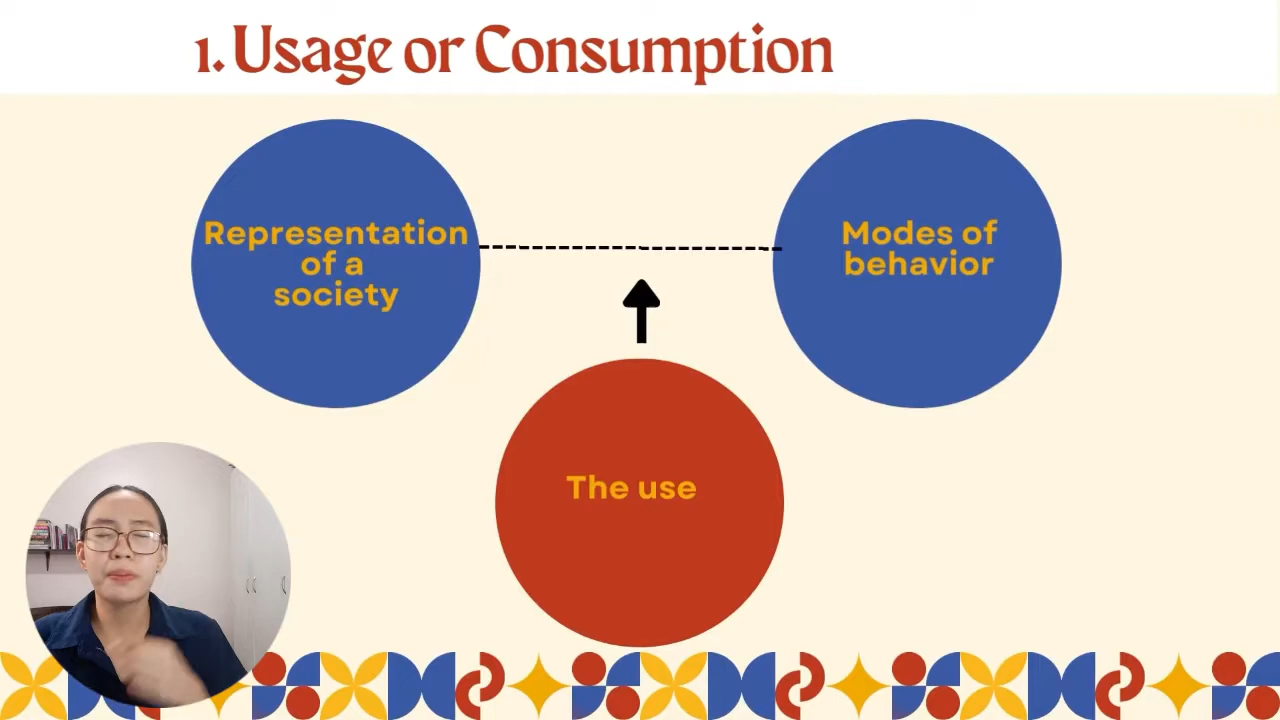 1. Usage or Consumption
Representation
of a
society
Modes of
behavior
The use